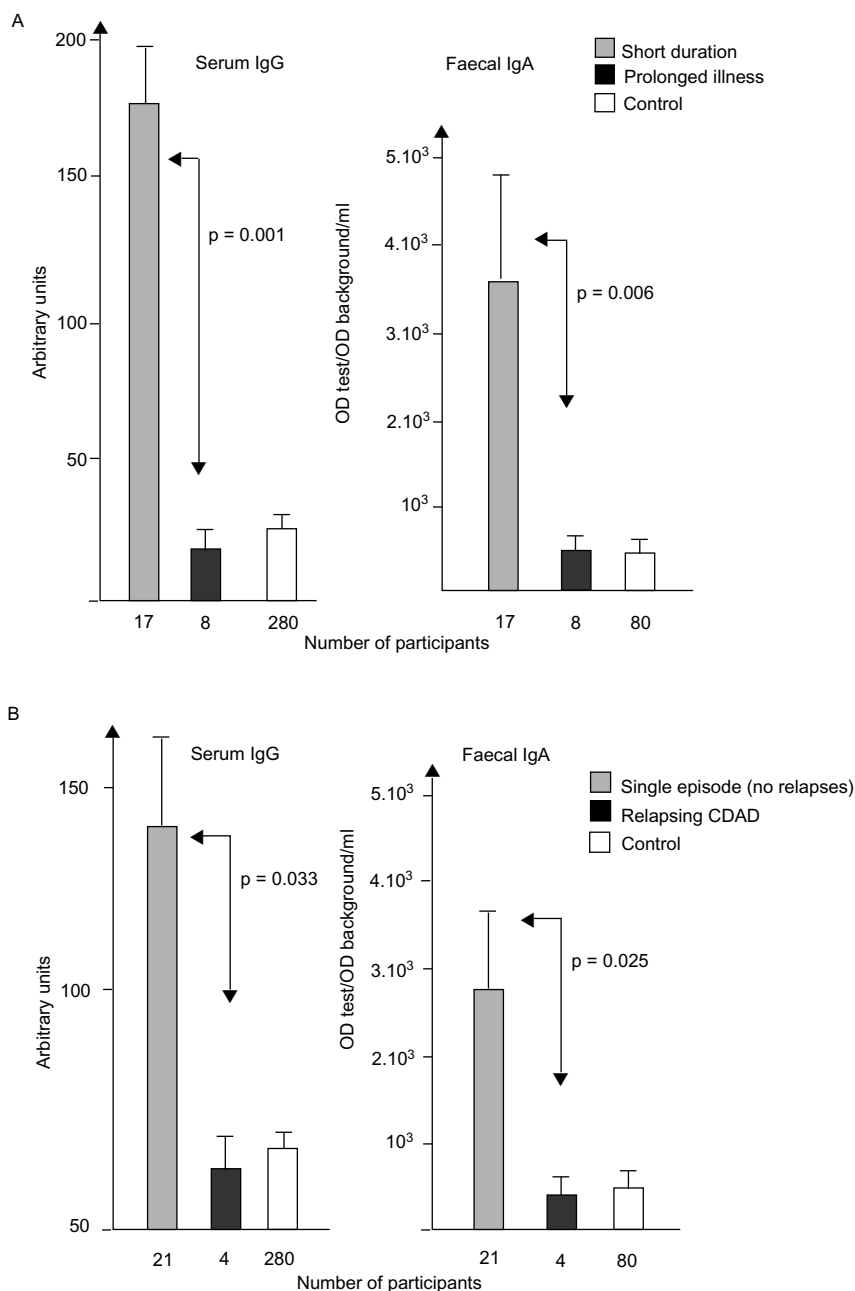 A
Serum IgG
Arbitrary units
200
150
100
50
p = 0.001
17 8 280
Faecal IgA
OD test/OD background/ml
5.10³
4.10³
3.10³
2.10³
10³
p = 0.006
17 8 80
Short duration
Prolonged illness
Control
Number of participants
B
Serum IgG
Arbitrary units
150
100
50
p = 0.033
21 4 280
Faecal IgA
OD test/OD background/ml
5.10³
4.10³
3.10³
2.10³
10³
p = 0.025
21 4 80
Single episode (no relapses)
Relapsing CDAD
Control
Number of participants